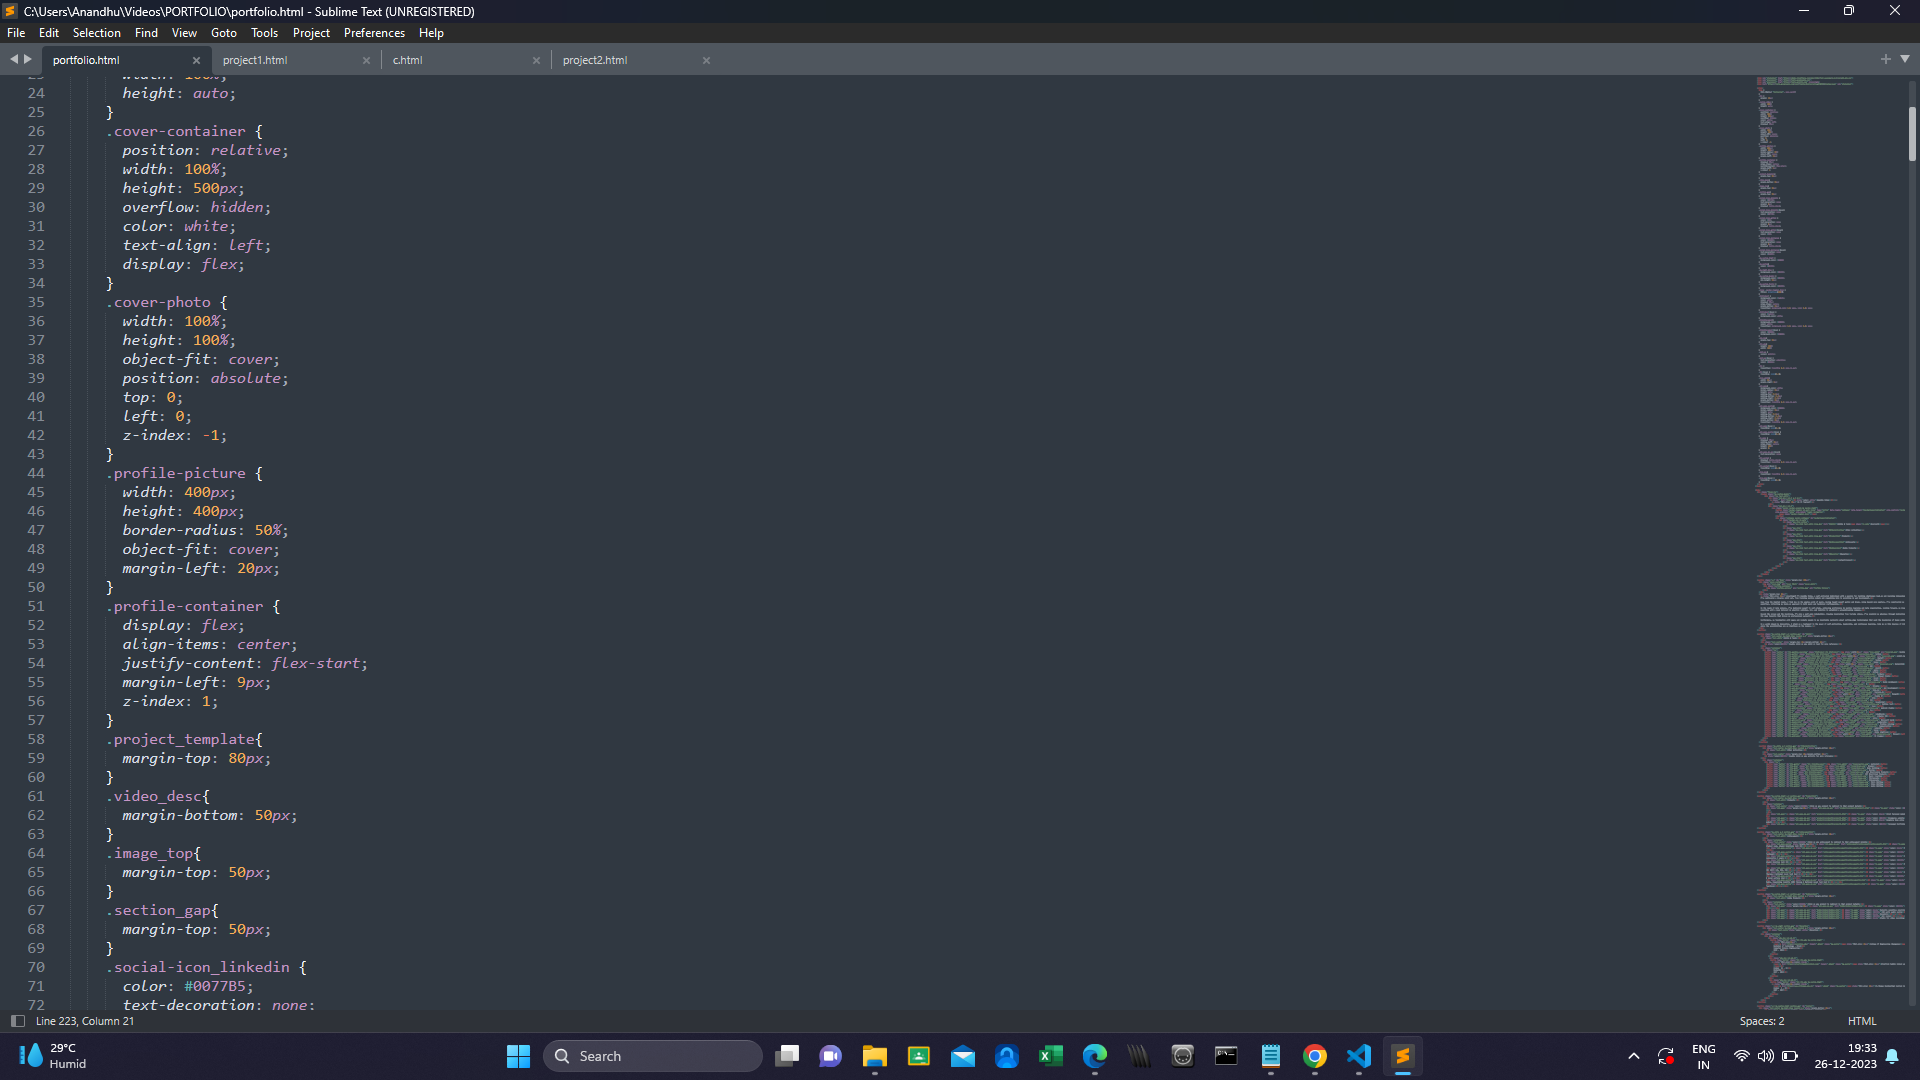 C:\Users\Anandhu\Videos\PORTFOLIO\portfolio.html - Sublime Text (UNREGISTERED)
File Edit Selection Find View Goto Tools Project Preferences Help
portfolio.html project1.html c.html project2.html
24 height: auto;
25 }
26 .cover-container {
27 position: relative;
28 width: 100%;
29 height: 500px;
30 overflow: hidden;
31 color: white;
32 text-align: left;
33 display: flex;
34 }
35 .cover-photo {
36 width: 100%;
37 height: 100%;
38 object-fit: cover;
39 position: absolute;
40 top: 0;
41 left: 0;
42 z-index: -1;
43 }
44 .profile-picture {
45 width: 400px;
46 height: 400px;
47 border-radius: 50%;
48 object-fit: cover;
49 margin-left: 20px;
50 }
51 .profile-container {
52 display: flex;
53 align-items: center;
54 justify-content: flex-start;
55 margin-left: 9px;
56 z-index: 1;
57 }
58 .project_template{
59 margin-top: 80px;
60 }
61 .video_desc{
62 margin-bottom: 50px;
63 }
64 .image_top{
65 margin-top: 50px;
66 }
67 .section_gap{
68 margin-top: 50px;
69 }
70 .social-icon_linkedin {
71 color: #0077B5;
72 text-decoration: none;
Line 223, Column 21 Spaces: 2 HTML
29°C
Humid
Search
ENG
IN
19:33
26-12-2023